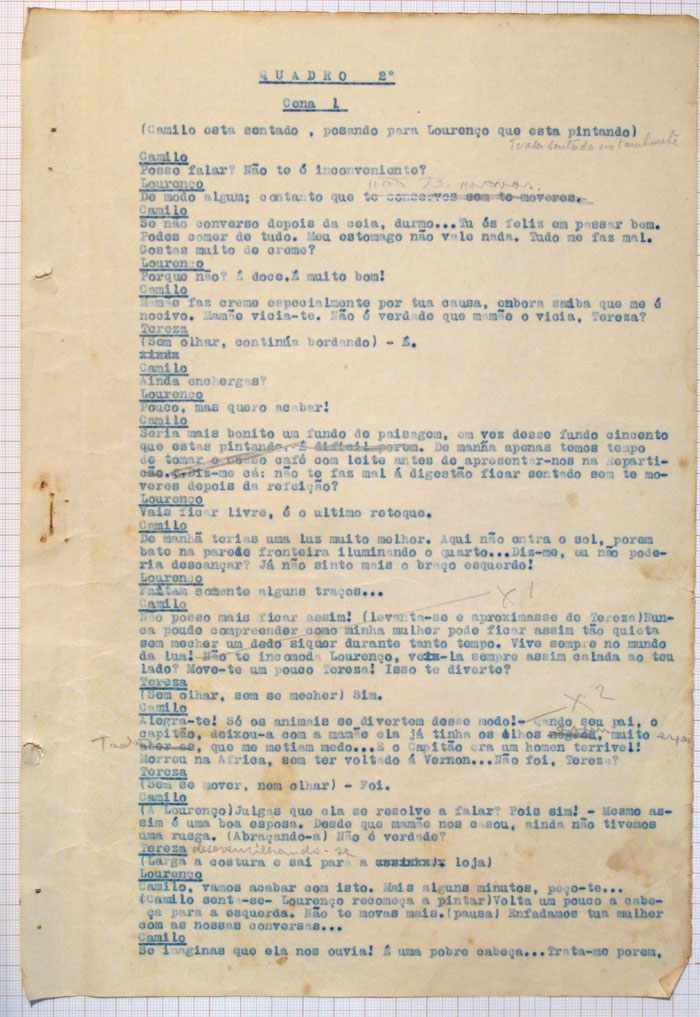 QUADRO 2º
Cena 1
(Camilo esta sentado , posando para Lourenço que esta pintando)
Tereza sentada no tamborete
Camilo
Posso falar? Não te é inconveniente?
Lourenço
não te movas.
De modo algum; contanto que te conserves sem te moveres.
Camilo
Se não converso depois da ceia, durmo...Tu és feliz em passar bem.
Podes comer de tudo. Meu estomago não vale nada. Tudo me faz mal.
Gostas muito de creme?
Lourenço
Porque não? É doce.É muito bom!
Camilo
Mamãe faz creme especialmente por tua causa, embora saiba que me é
nocivo. Mamãe vicia-te. Não é verdade que mamãe o vicia, Tereza?
Tereza
(Sem olhar, continúa bordando) - É.
Camilo
Ainda enchergas?
Lourenço
Pouco, mas quero acabar!
Camilo
Seria mais bonito um fundo de paisagem, em vez desse fundo cincento
que estas pintando. É dificil porem. De manhã apenas temos tempo
de tomar o nosso café com leite antes de apresentar-nos na Reparti-
ção...Diz-me cá: não te faz mal á digestão ficar sentado sem te mo-
veres depois da refeição?
Lourenço
Vais ficar livre, é o ultimo retoque.
Camilo
De manhã terias uma luz muito melhor. Aqui não entra o sol, porem
bate na parede fronteira iluminando o quarto...Diz-me, eu não pode-
ria descançar? Já não sinto mais o braço esquerdo!
Lourenço
Faltam somente alguns traços...
X 1
Camilo
Não posso mais ficar assim! (levanta-se e aproximasse de Tereza)Nun-
ca poude compreender como minha mulher pode ficar assim tão quieta
sem mecher um dedo siquer durante tanto tempo. Vive sempre no mundo
da lua! Não te incomoda Lourenço, ve-la sempre assim calada ao teu
lado? Move-te um pouco Tereza! Isso te diverte?
Tereza
(Sem olhar, sem se mecher) Sim.
X 2
Camilo
Alegra-te! Só os animais se divertem desse modo!- Qando seu pai, o
capitão, deixou-a com a mamãe ela já tinha os olhos negros, muito
abertos, que me metiam medo...E o Capitão era um homen terrivel!
Morreu na Africa, sem ter voltado á Vernon...Não foi, Tereza?
Tereza
(Sem se mover, nem olhar) - Foi.
Camilo
(A Lourenço)Julgas que ela se resolve a falar? Pois sim! - Mesmo as-
sim é uma boa esposa. Desde que mamãe nos casou, ainda não tivemos
uma rusga. (Abraçando-a) Não é verdade?
Tereza desevencilhando-se
(Larga a costura e sai para a loja)
Lourenço
Camilo, vamos acabar com isto. Mais alguns minutos, peço-te...
(Camilo senta-se- Lourenço recomeça a pintar)Volta um pouco a cabe-
ça para a esquerda. Não te movas mais.(pausa) Enfadamos tua mulher
com as nossas conversas...
Camilo
Se imaginas que ela nos ouvia! É uma pobre cabeça...Trata-me porem,